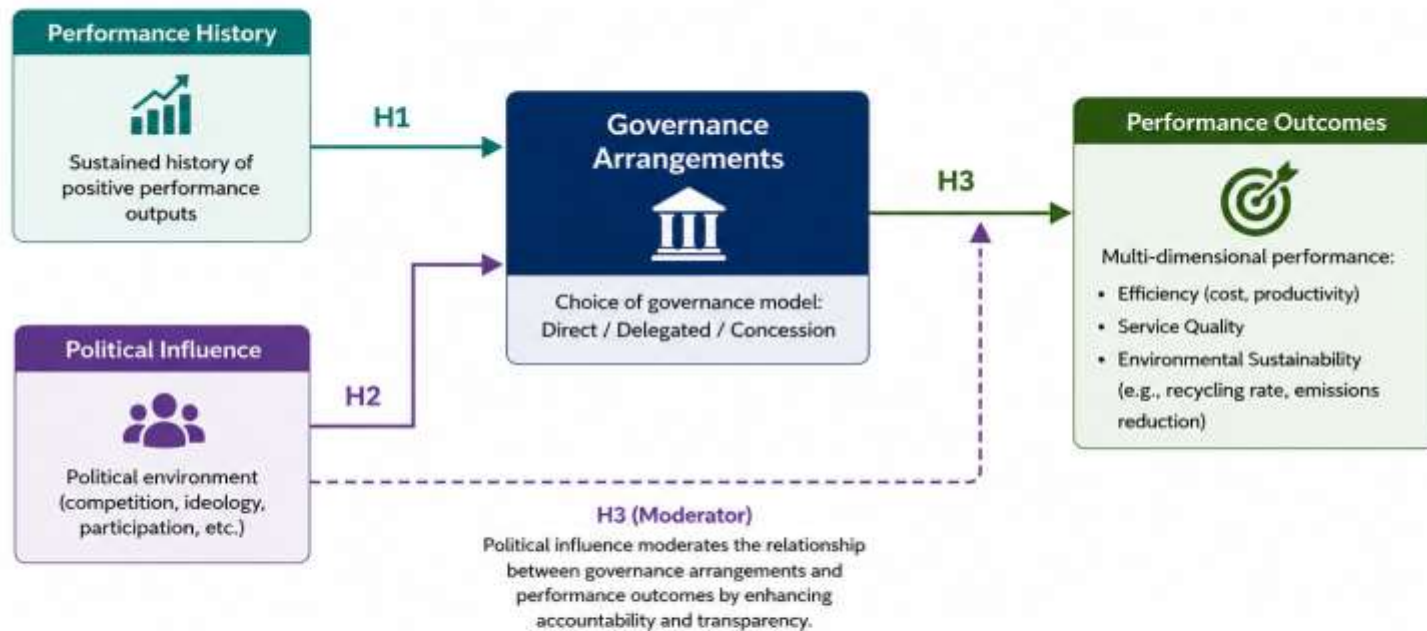 Performance History
Sustained history of
positive performance
outputs
H1
Political Influence
Political environment
(competition, ideology,
participation, etc.)
H2
Governance
Arrangements
Choice of governance model:
Direct / Delegated / Concession
H3
H3 (Moderator)
Political influence moderates the relationship
between governance arrangements and
performance outcomes by enhancing
accountability and transparency.
Performance Outcomes
Multi-dimensional performance:
• Efficiency (cost, productivity)
• Service Quality
• Environmental Sustainability
(e.g., recycling rate, emissions
reduction)